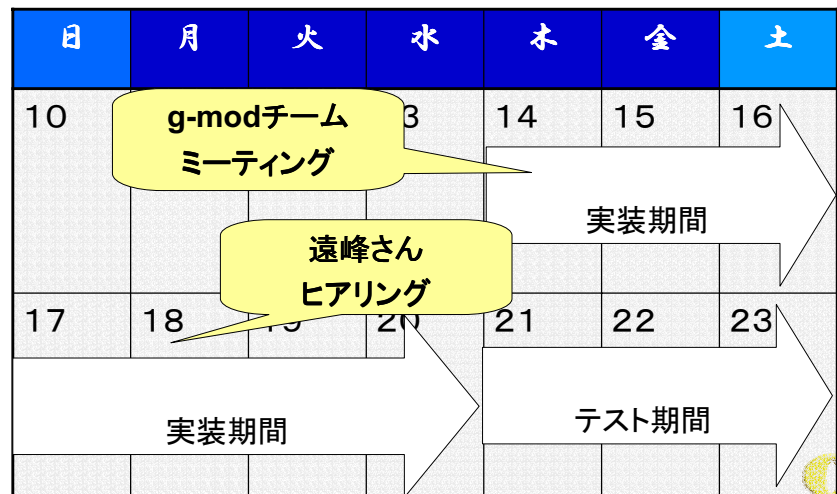 日 月 火 水 木 金 土
10 3 14 15 16
g-modチーム
ミーティング
実装期間
遠峰さん
ヒアリング
17 18 19 20 21 22 23
実装期間
テスト期間